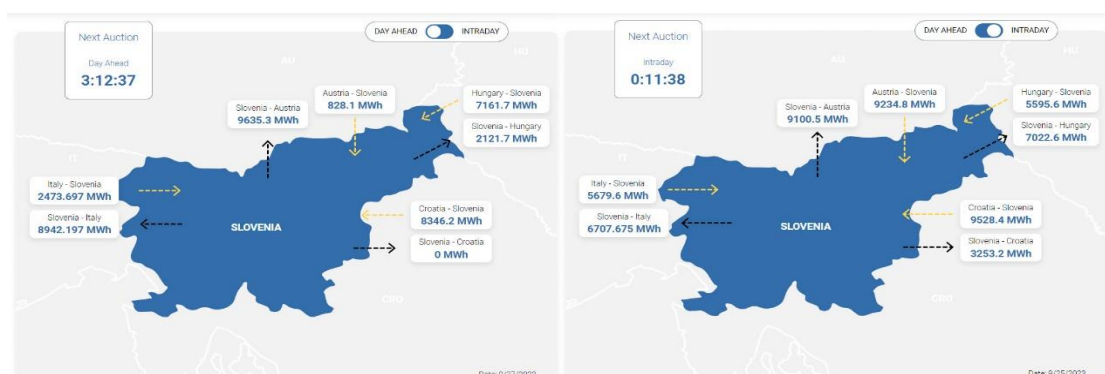 Next Auction
Day Ahead
3:12:37
DAY AHEAD INTRADAY
AU
HU
Slovenia - Austria
9635.3 MWh
Austria - Slovenia
828.1 MWh
Hungary - Slovenia
7161.7 MWh
Slovenia - Hungary
2121.7 MWh
IT
Italy - Slovenia
2473.697 MWh
Slovenia - Italy
8942.197 MWh
SLOVENIA
Croatia - Slovenia
8346.2 MWh
Slovenia - Croatia
0 MWh
CRO
Next Auction
Intraday
0:11:38
DAY AHEAD INTRADAY
AU
HU
Slovenia - Austria
9100.5 MWh
Austria - Slovenia
9234.8 MWh
Hungary - Slovenia
5595.6 MWh
Slovenia - Hungary
7022.6 MWh
IT
Italy - Slovenia
5679.6 MWh
Slovenia - Italy
6707.675 MWh
SLOVENIA
Croatia - Slovenia
9528.4 MWh
Slovenia - Croatia
3253.2 MWh
CRO
Date: 9/25/2023